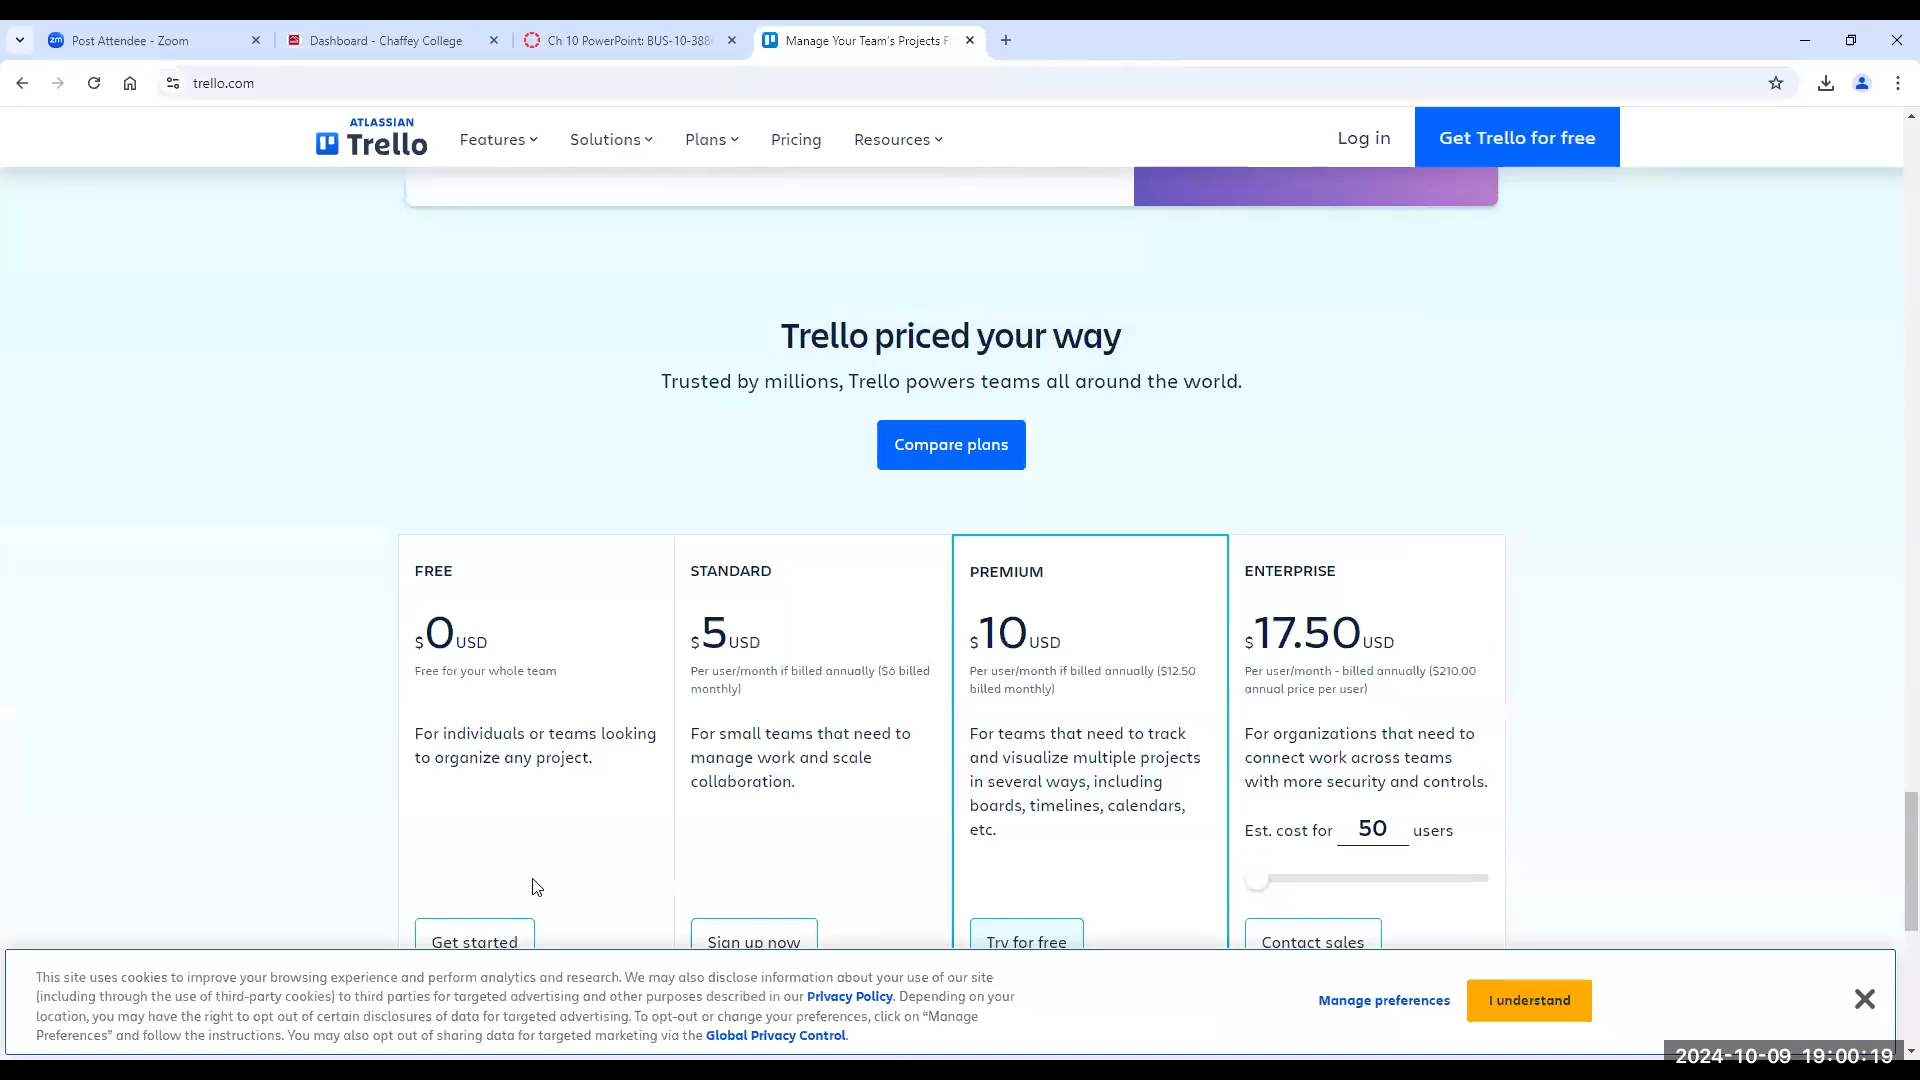 Post Attendee - Zoom
Dashboard - Chaffey College
Ch 10 PowerPoint: BUS-10-388
Manage Your Team's Projects F
trello.com
ATLASSIAN
Trello
Features
Solutions
Plans
Pricing
Resources
Log in
Get Trello for free
Trello priced your way
Trusted by millions, Trello powers teams all around the world.
Compare plans
FREE
$0 USD
Free for your whole team
For individuals or teams looking
to organize any project.
Get started
STANDARD
$5 USD
Per user/month if billed annually ($6 billed
monthly)
For small teams that need to
manage work and scale
collaboration.
Sign up now
PREMIUM
$10 USD
Per user/month if billed annually ($12.50
billed monthly)
For teams that need to track
and visualize multiple projects
in several ways, including
boards, timelines, calendars,
etc.
Try for free
ENTERPRISE
$17.50 USD
Per user/month - billed annually ($210.00
annual price per user)
For organizations that need to
connect work across teams
with more security and controls.
Est. cost for 50 users
Contact sales
This site uses cookies to improve your browsing experience and perform analytics and research. We may also disclose information about your use of our site
(including through the use of third-party cookies) to third parties for targeted advertising and other purposes described in our Privacy Policy. Depending on your
location, you may have the right to opt out of certain disclosures of data for targeted advertising. To opt-out or change your preferences, click on “Manage
Preferences” and follow the instructions. You may also opt out of sharing data for targeted marketing via the Global Privacy Control.
Manage preferences
I understand
2024-10-09 19:00:19